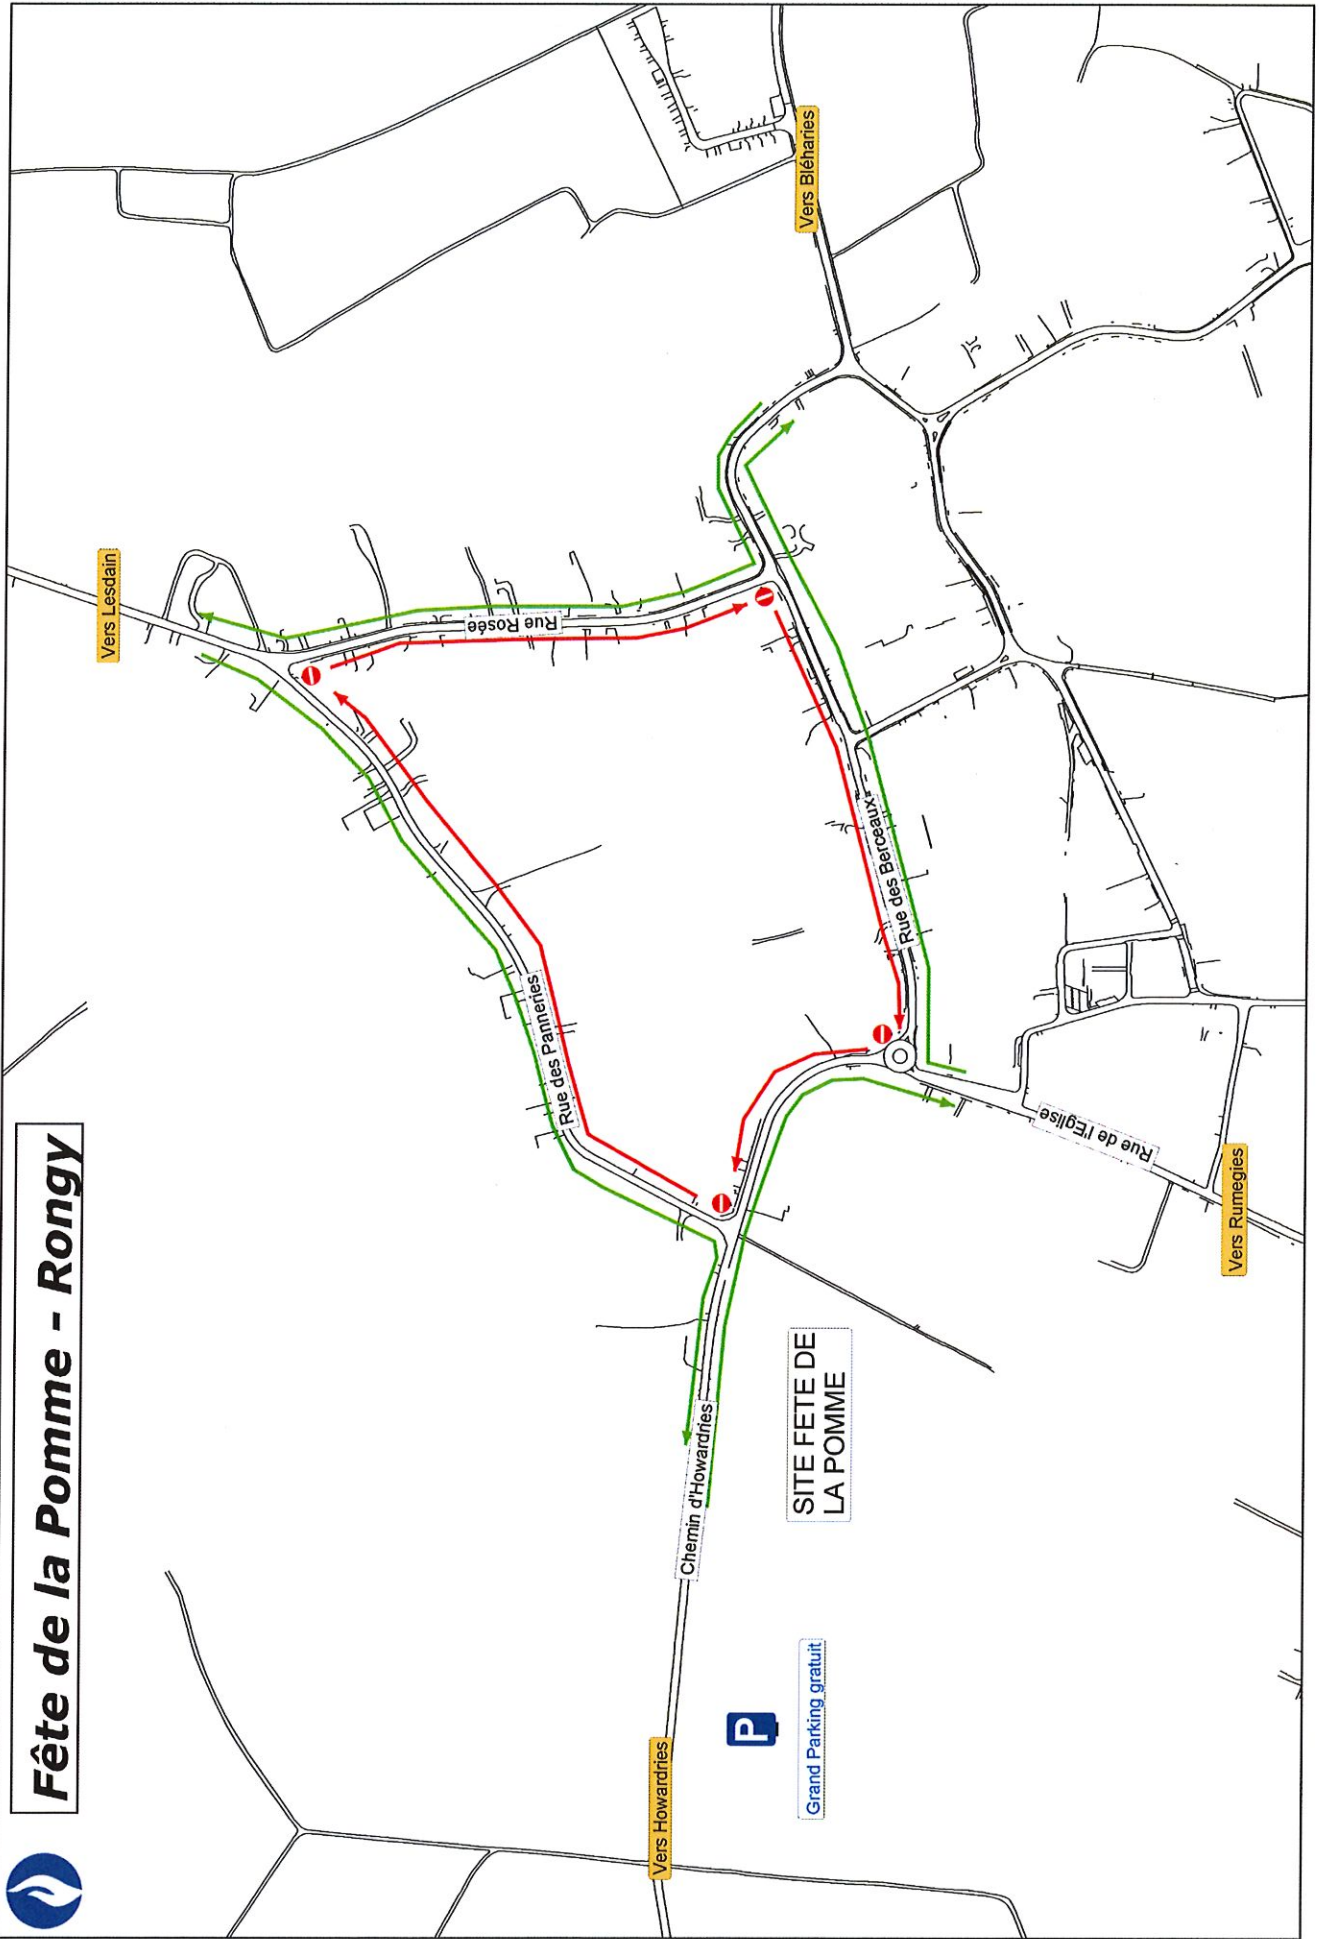 Fête de la Pomme - Rongy
Vers Lesdain
Rue Rosée
Vers Bléharies
Rue des Panneries
Rue des Berceaux
Chemin d'Howardries
Vers Howardries
P
Grand Parking gratuit
SITE FETE DE
LA POMME
Rue de l'Eglise
Vers Rumegies